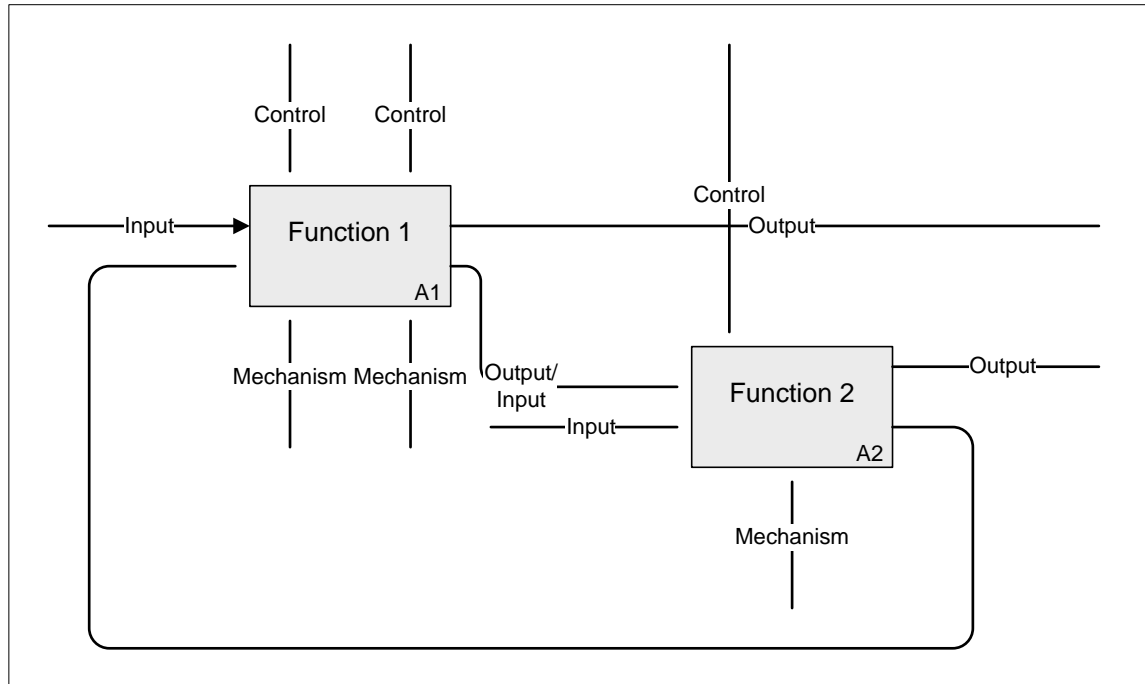 Control
Control
Control
Input
Function 1
Output
A1
Mechanism
Mechanism
Output/
Input
Input
Function 2
Output
A2
Mechanism